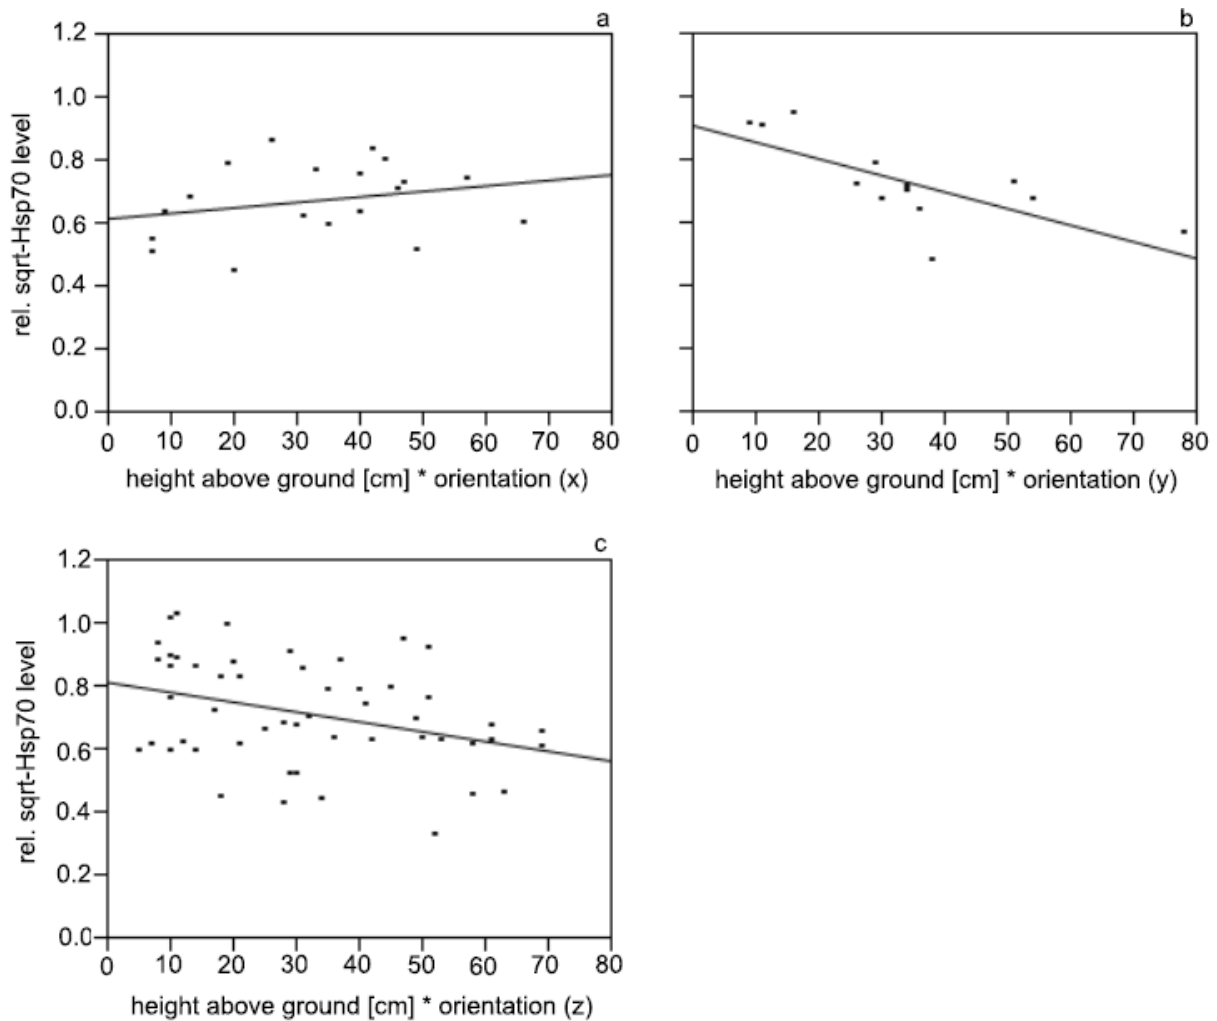 a
1.2
1.0
0.8
0.6
0.4
0.2
0.0
rel. sqrt-Hsp70 level
0 10 20 30 40 50 60 70 80
height above ground [cm] * orientation (x)
b
0 10 20 30 40 50 60 70 80
height above ground [cm] * orientation (y)
c
1.2
1.0
0.8
0.6
0.4
0.2
0.0
rel. sqrt-Hsp70 level
0 10 20 30 40 50 60 70 80
height above ground [cm] * orientation (z)